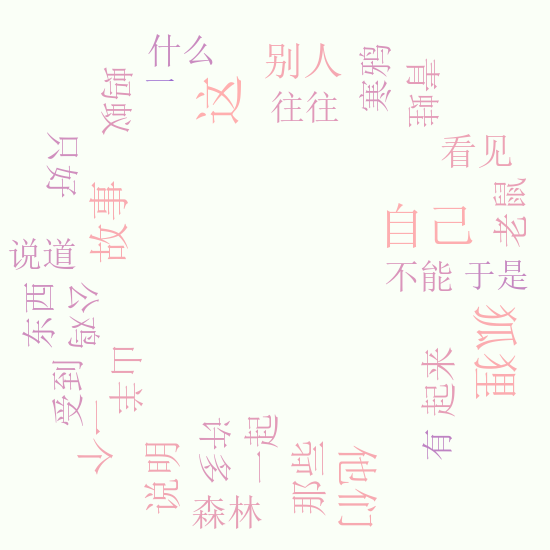 什么
一
这
别人
往往
寒鸦
看见
蚂蚁
只好
老鼠
故事
自己
说道
不能
于是
东西
公鸡
狐狸
受到
山羊
起来
一个
有
说明
许多
一起
森林
那些
他们